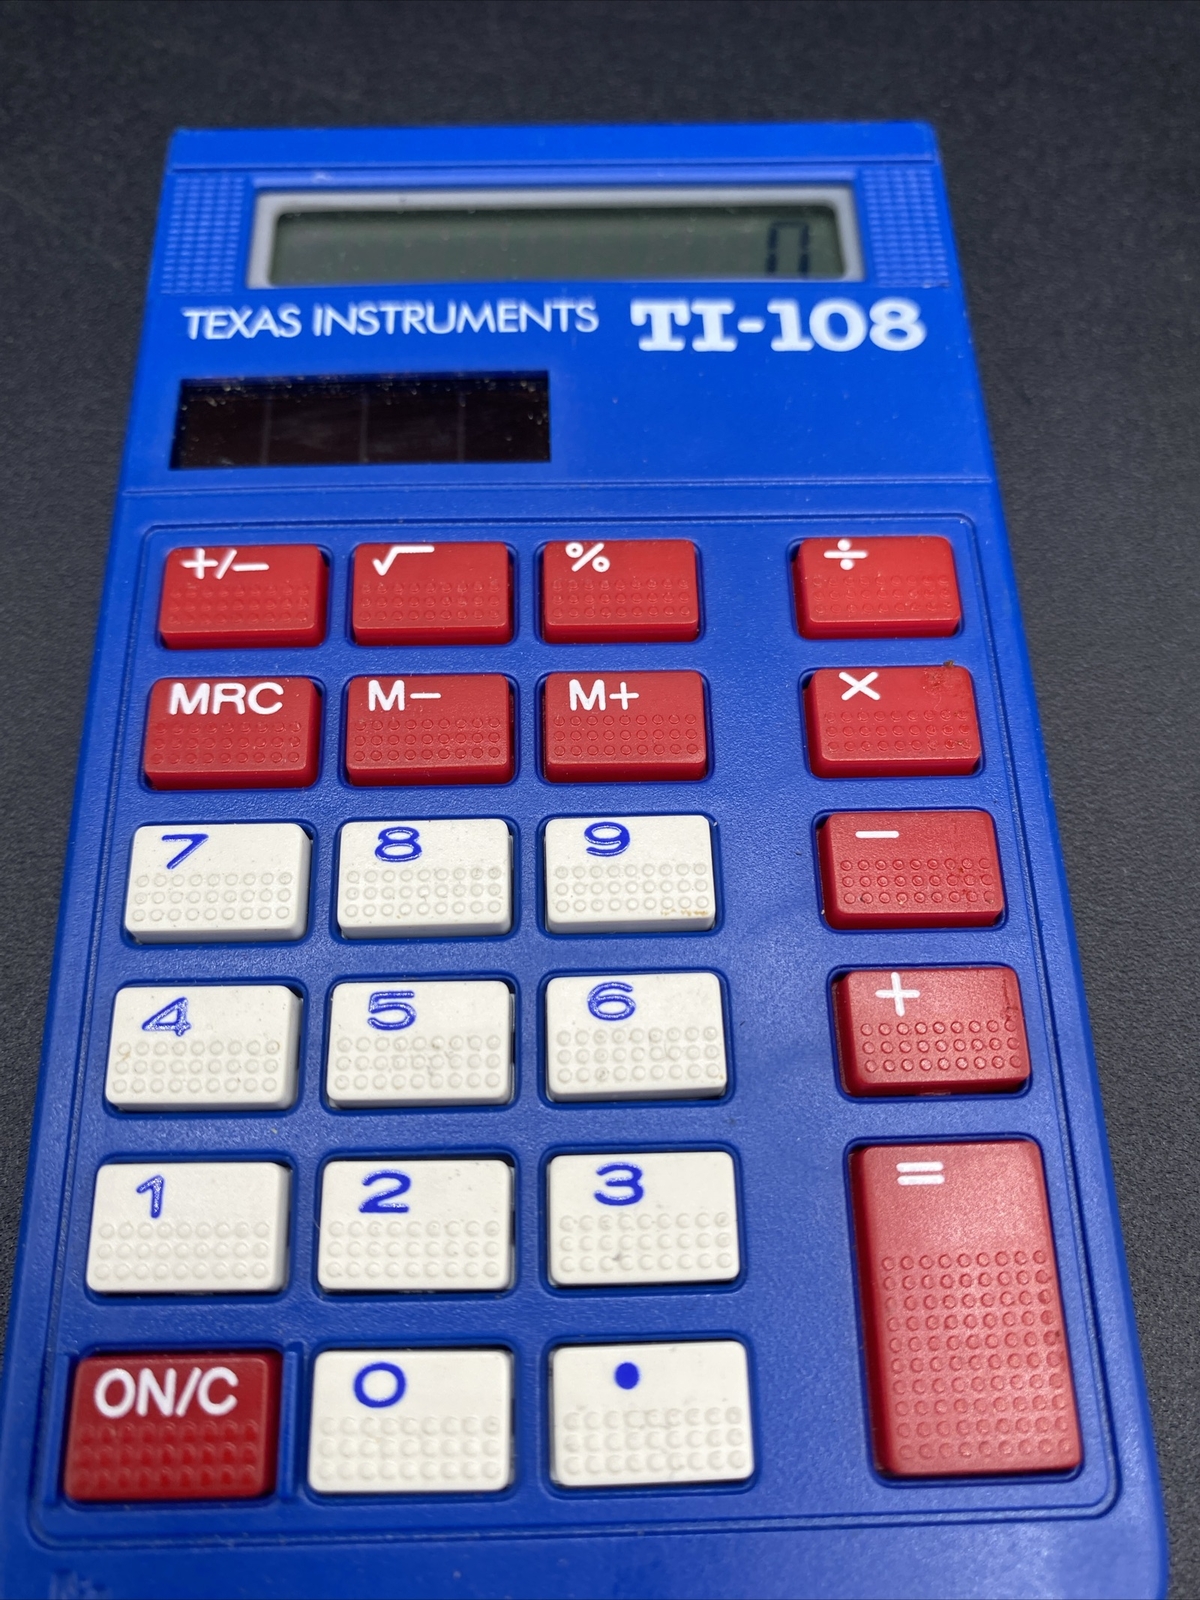 0
TEXAS INSTRUMENTS TI-108
+/− √ % ÷
MRC M− M+ ×
7 8 9 −
4 5 6 +
1 2 3 =
ON/C 0 .